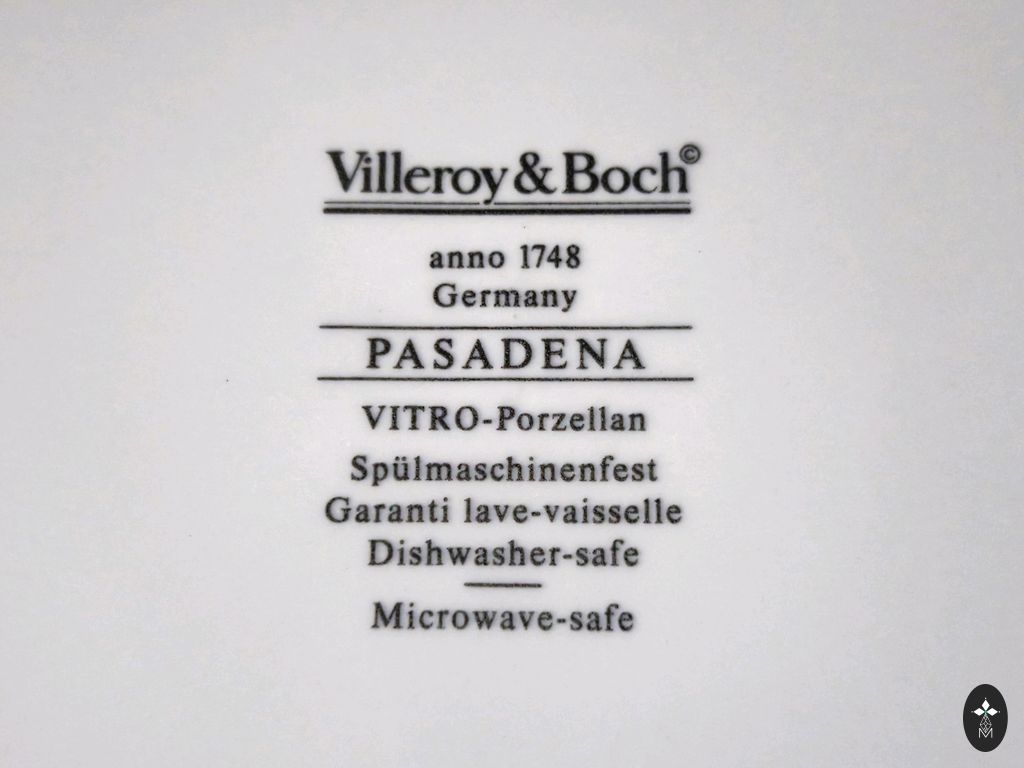 Villeroy & Boch©
anno 1748
Germany
PASADENA
VITRO-Porzellan
Spülmaschinenfest
Garanti lave-vaisselle
Dishwasher-safe
Microwave-safe
M